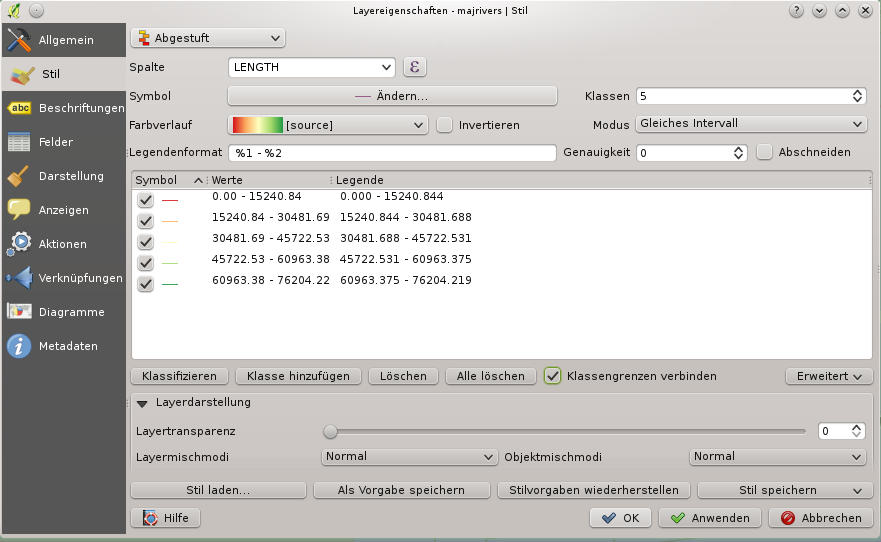 Layereigenschaften - majrivers | Stil
Allgemein
Stil
abc Beschriftungen
Felder
Darstellung
Anzeigen
Aktionen
Verknüpfungen
Diagramme
Metadaten
Abgestuft
Spalte LENGTH ε
Symbol Ändern... Klassen 5
Farbverlauf [source] Invertieren Modus Gleiches Intervall
Legendenformat %1 - %2 Genauigkeit 0 Abschneiden
Symbol Werte Legende
0.00 - 15240.84 0.000 - 15240.844
15240.84 - 30481.69 15240.844 - 30481.688
30481.69 - 45722.53 30481.688 - 45722.531
45722.53 - 60963.38 45722.531 - 60963.375
60963.38 - 76204.22 60963.375 - 76204.219
Klassifizieren Klasse hinzufügen Löschen Alle löschen Klassengrenzen verbinden Erweitert
Layerdarstellung
Layertransparenz 0
Layermischmodi Normal Objektmischmodi Normal
Stil laden... Als Vorgabe speichern Stilvorgaben wiederherstellen Stil speichern
Hilfe OK Anwenden Abbrechen